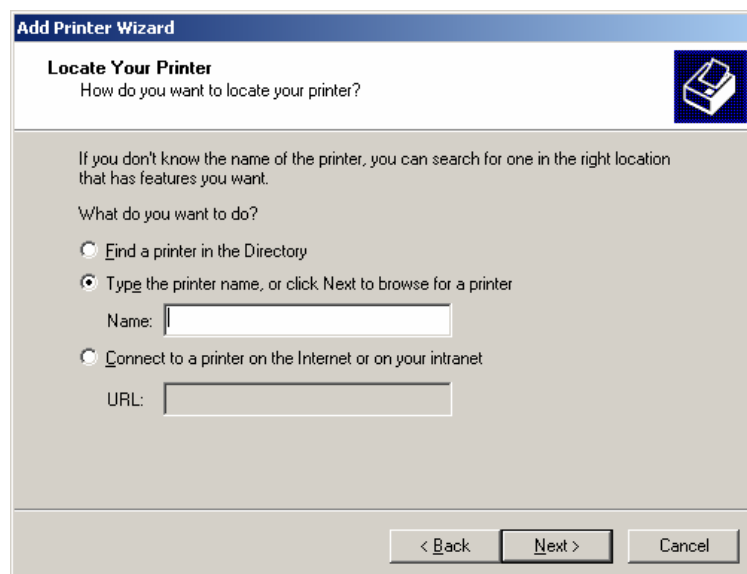 Add Printer Wizard
Locate Your Printer
How do you want to locate your printer?
If you don't know the name of the printer, you can search for one in the right location
that has features you want.
What do you want to do?
Find a printer in the Directory
Type the printer name, or click Next to browse for a printer
Name:
Connect to a printer on the Internet or on your intranet
URL:
< Back Next > Cancel